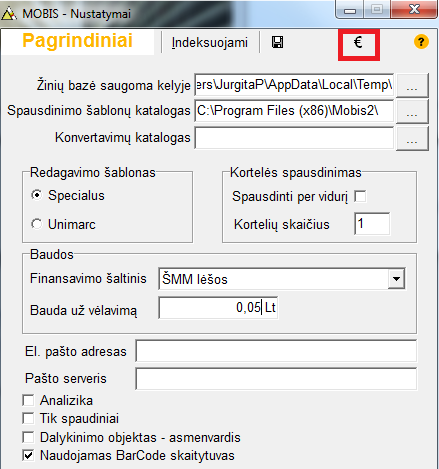 MOBIS - Nustatymai
Pagrindiniai Indeksuojami € ?
Žinių bazė saugoma kelyje ers\JurgitaP\AppData\Local\Temp\ ...
Spausdinimo šablonų katalogas C:\Program Files (x86)\Mobis2\ ...
Konvertavimų katalogas ...
Redagavimo šablonas
Specialus
Unimarc
Kortelės spausdinimas
Spausdinti per vidurį
Kortelių skaičius 1
Baudos
Finansavimo šaltinis ŠMM lėšos
Bauda už vėlavimą 0,05 Lt
El. pašto adresas
Pašto serveris
Analizika
Tik spaudiniai
Dalykinimo objektas - asmenvardis
Naudojamas BarCode skaitytuvas